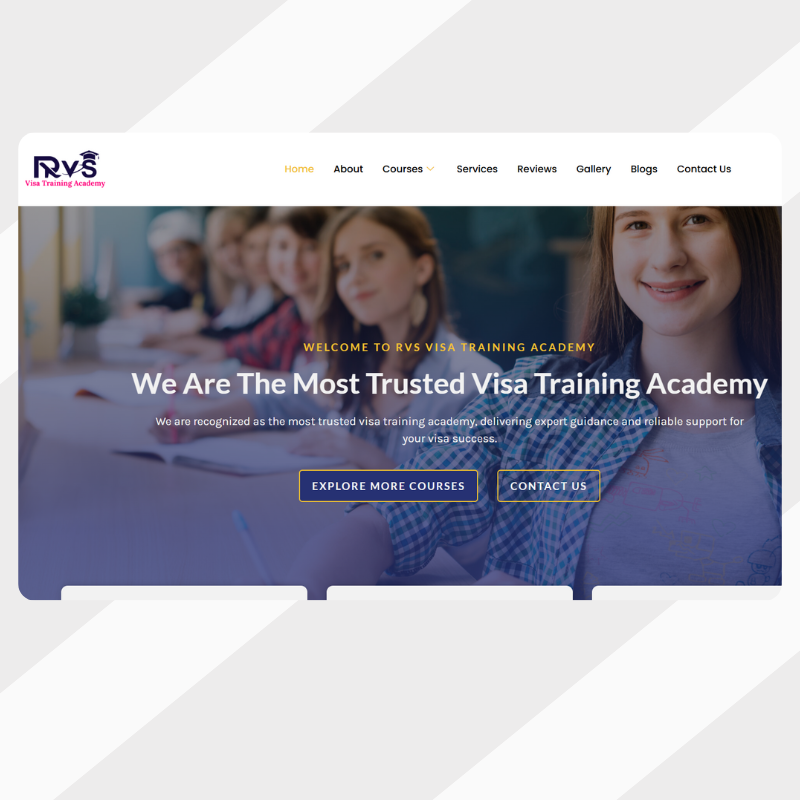 RVS
Visa Training Academy
Home About Courses Services Reviews Gallery Blogs Contact Us
WELCOME TO RVS VISA TRAINING ACADEMY
We Are The Most Trusted Visa Training Academy
We are recognized as the most trusted visa training academy, delivering expert guidance and reliable support for
your visa success.
EXPLORE MORE COURSES CONTACT US